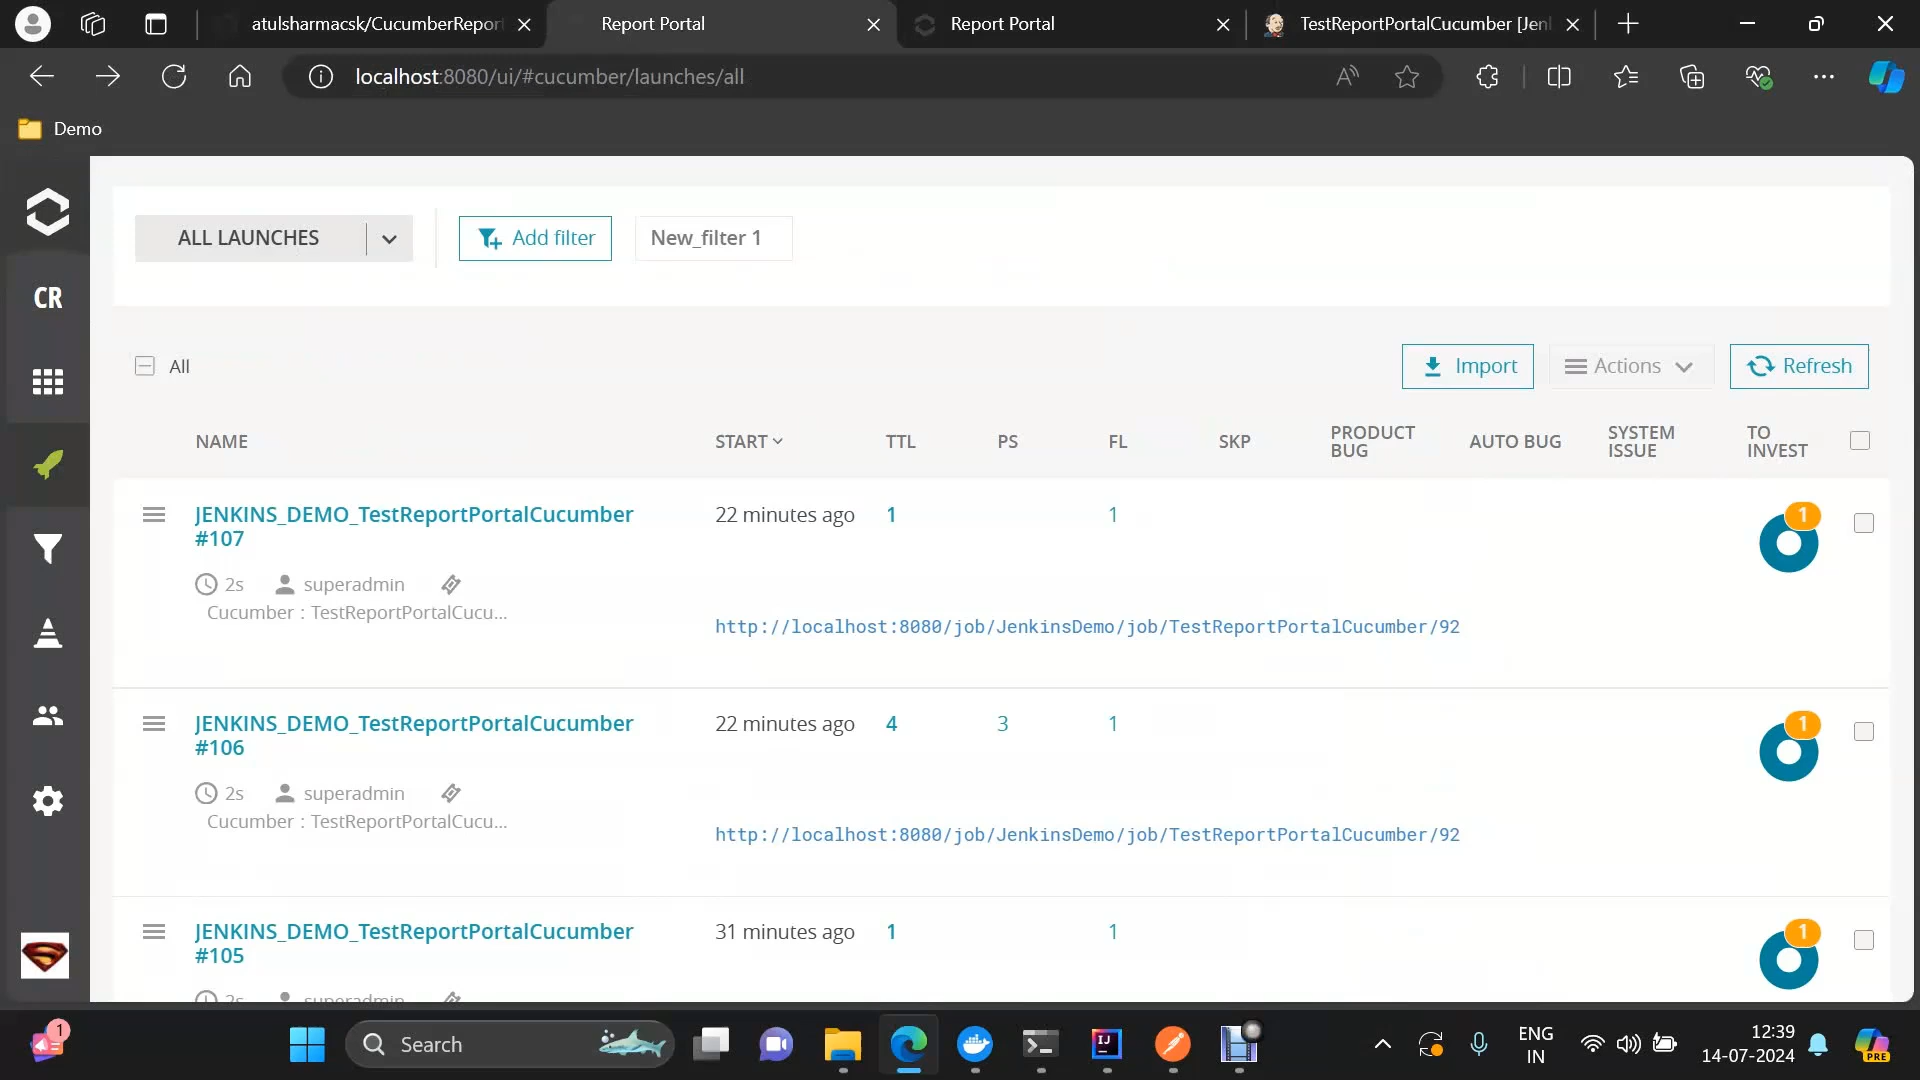 atulsharmacsk/CucumberRepor
Report Portal
Report Portal
TestReportPortalCucumber [Jen
localhost:8080/ui/#cucumber/launches/all
Demo
ALL LAUNCHES
Add filter
New_filter 1
CR
All
Import
Actions
Refresh
NAME
START
TTL
PS
FL
SKP
PRODUCT BUG
AUTO BUG
SYSTEM ISSUE
TO INVEST
JENKINS_DEMO_TestReportPortalCucumber
#107
22 minutes ago
1
1
1
2s
superadmin
Cucumber : TestReportPortalCucu...
http://localhost:8080/job/JenkinsDemo/job/TestReportPortalCucumber/92
JENKINS_DEMO_TestReportPortalCucumber
#106
22 minutes ago
4
3
1
1
2s
superadmin
Cucumber : TestReportPortalCucu...
http://localhost:8080/job/JenkinsDemo/job/TestReportPortalCucumber/92
JENKINS_DEMO_TestReportPortalCucumber
#105
31 minutes ago
1
1
1
2s
superadmin
1
Search
IJ
ENG
IN
12:39
14-07-2024
PRE